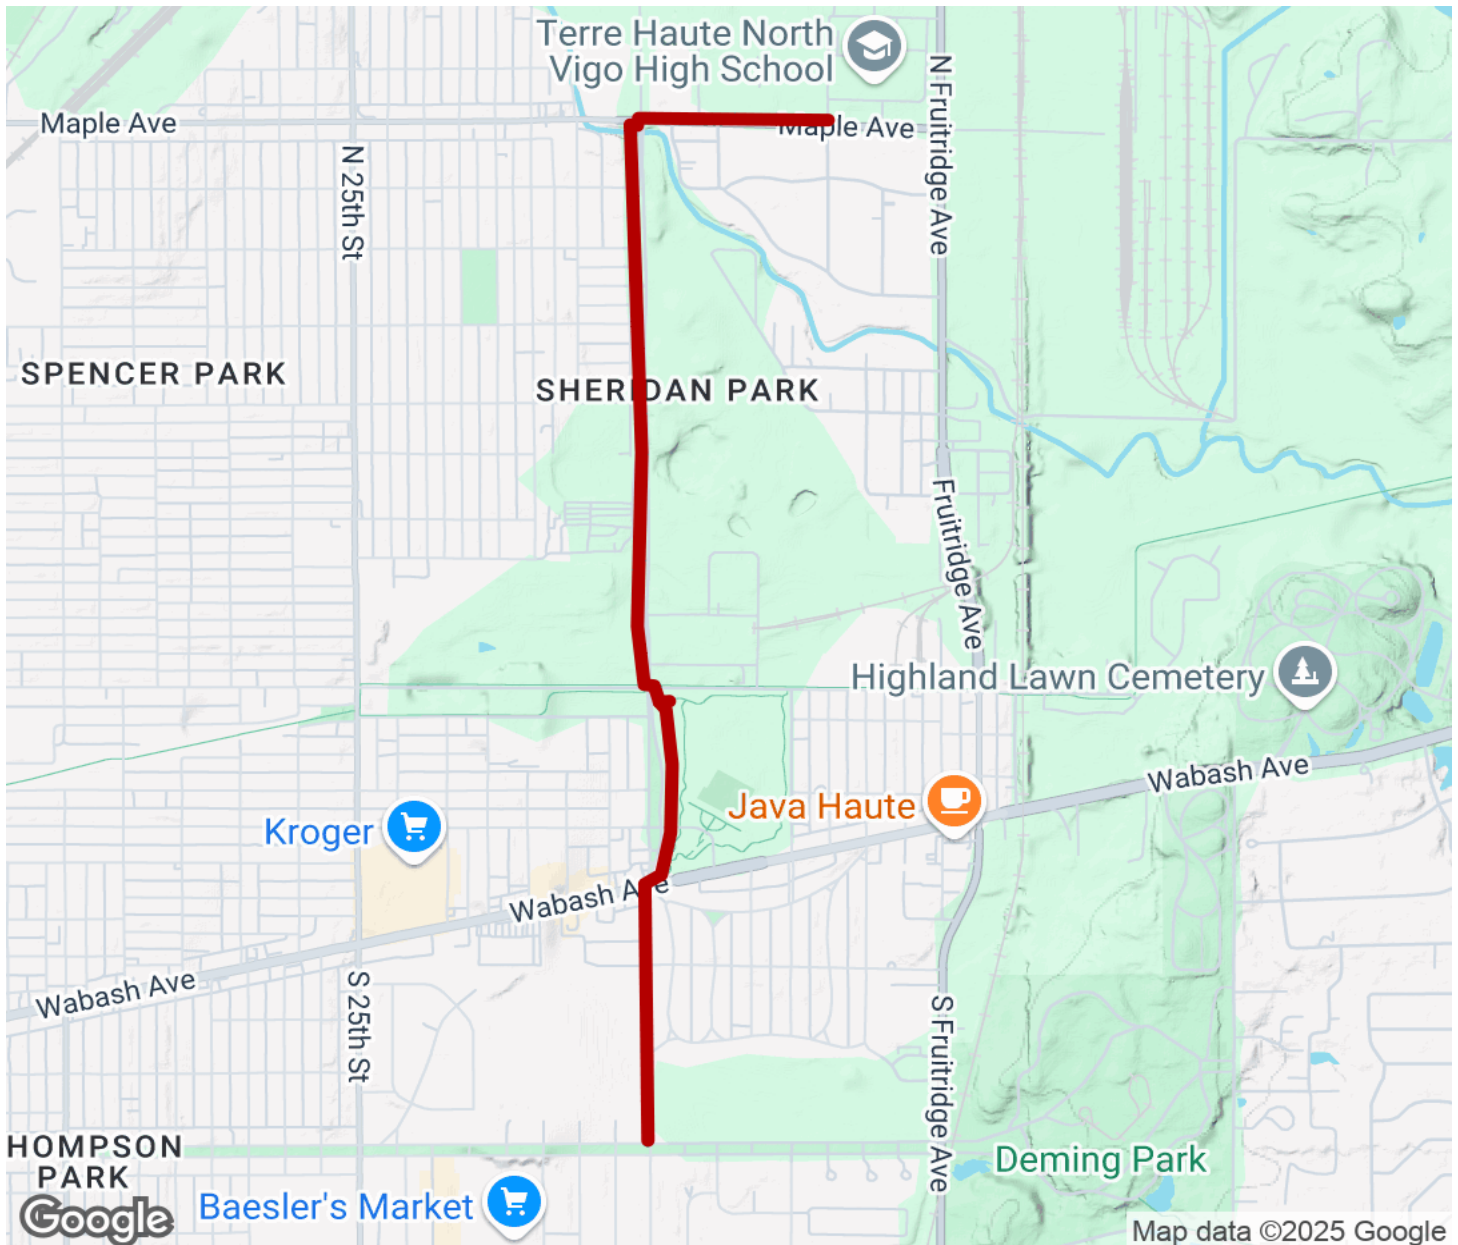 Terre Haute North
Vigo High School
Maple Ave
Maple Ave
N Fruitridge Ave
N 25th St
SPENCER PARK
SHERIDAN PARK
Fruitridge Ave
Highland Lawn Cemetery
Wabash Ave
Java Haute
Kroger
Wabash Ave
Wabash Ave
S 25th St
S Fruitridge Ave
HOMPSON
PARK
Deming Park
Baesler's Market
Google
Map data ©2025 Google